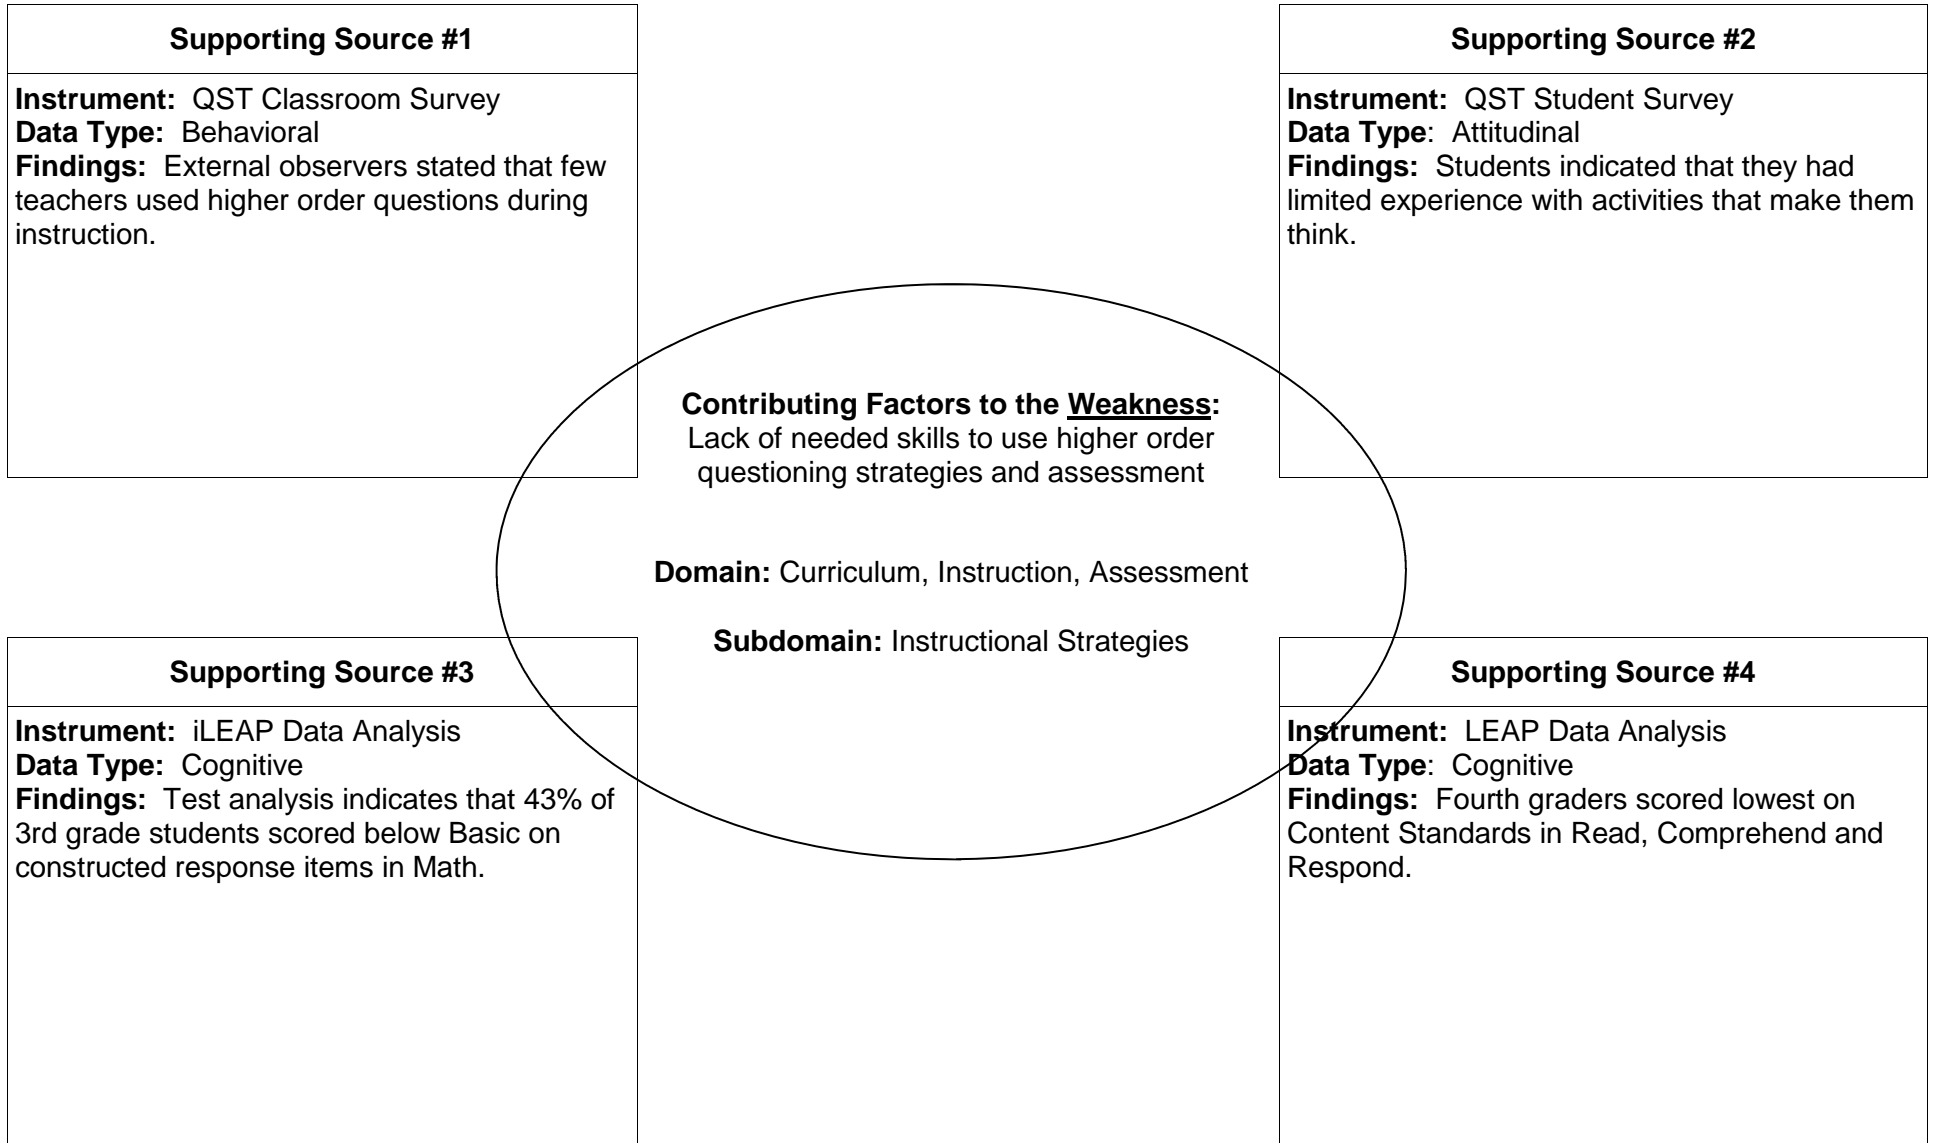 Supporting Source #1
Instrument: QST Classroom Survey
Data Type: Behavioral
Findings: External observers stated that few
teachers used higher order questions during
instruction.
Supporting Source #2
Instrument: QST Student Survey
Data Type: Attitudinal
Findings: Students indicated that they had
limited experience with activities that make them
think.
Contributing Factors to the Weakness:
Lack of needed skills to use higher order
questioning strategies and assessment
Domain: Curriculum, Instruction, Assessment
Subdomain: Instructional Strategies
Supporting Source #3
Instrument: iLEAP Data Analysis
Data Type: Cognitive
Findings: Test analysis indicates that 43% of
3rd grade students scored below Basic on
constructed response items in Math.
Supporting Source #4
Instrument: LEAP Data Analysis
Data Type: Cognitive
Findings: Fourth graders scored lowest on
Content Standards in Read, Comprehend and
Respond.